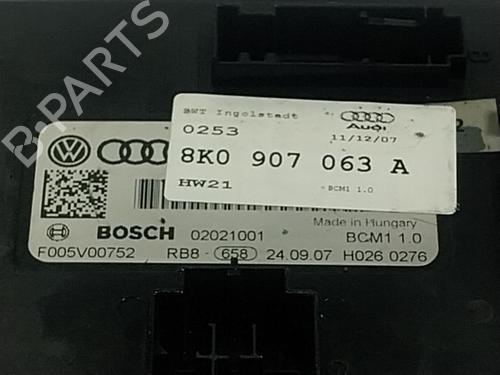 B-PARTS
BWT Ingolstadt
Audi
0253
11/12/07
8K0 907 063 A
HW21
BCM1 1.0
Made in Hungary
BOSCH 02021001
BCM1 1.0
F005V00752 RB8-658 24.09.07 H026 0276